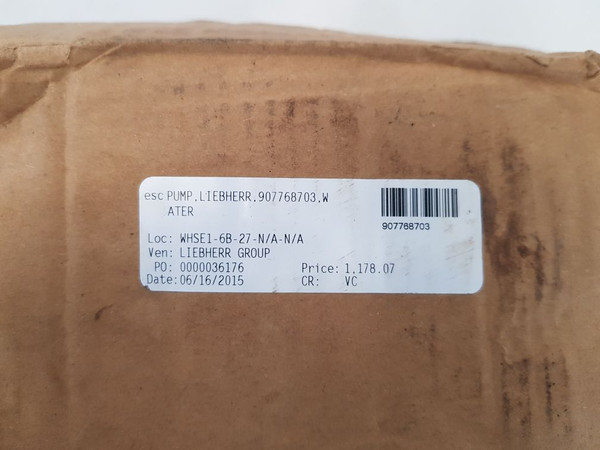 esc PUMP,LIEBHERR,907768703,W
ATER
907768703
Loc: WHSE1-6B-27-N/A-N/A
Ven: LIEBHERR GROUP
PO: 0000036176 Price: 1,178.07
Date: 06/16/2015 CR: VC